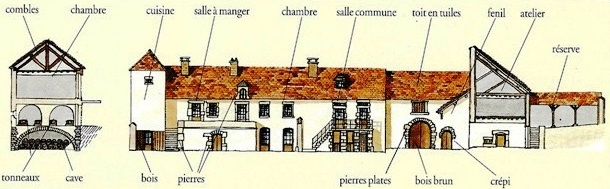 combles
chambre
cuisine
salle à manger
chambre
salle commune
toit en tuiles
fenil
atelier
réserve
tonneaux
cave
bois
pierres
pierres plates
bois brun
crépi